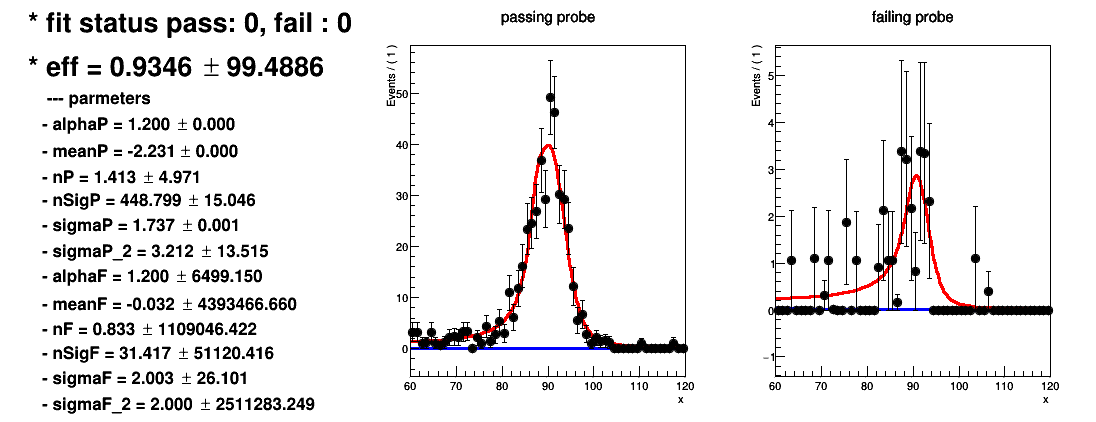 * fit status pass: 0, fail : 0
* eff = 0.9346 ± 99.4886
--- parmeters
- alphaP = 1.200 ± 0.000
- meanP = -2.231 ± 0.000
- nP = 1.413 ± 4.971
- nSigP = 448.799 ± 15.046
- sigmaP = 1.737 ± 0.001
- sigmaP_2 = 3.212 ± 13.515
- alphaF = 1.200 ± 6499.150
- meanF = -0.032 ± 4393466.660
- nF = 0.833 ± 1109046.422
- nSigF = 31.417 ± 51120.416
- sigmaF = 2.003 ± 26.101
- sigmaF_2 = 2.000 ± 2511283.249
passing probe
Events / ( 1 )
50
40
30
20
10
0
60 70 80 90 100 110 120
x
failing probe
Events / ( 1 )
5
4
3
2
1
0
−1
60 70 80 90 100 110 120
x